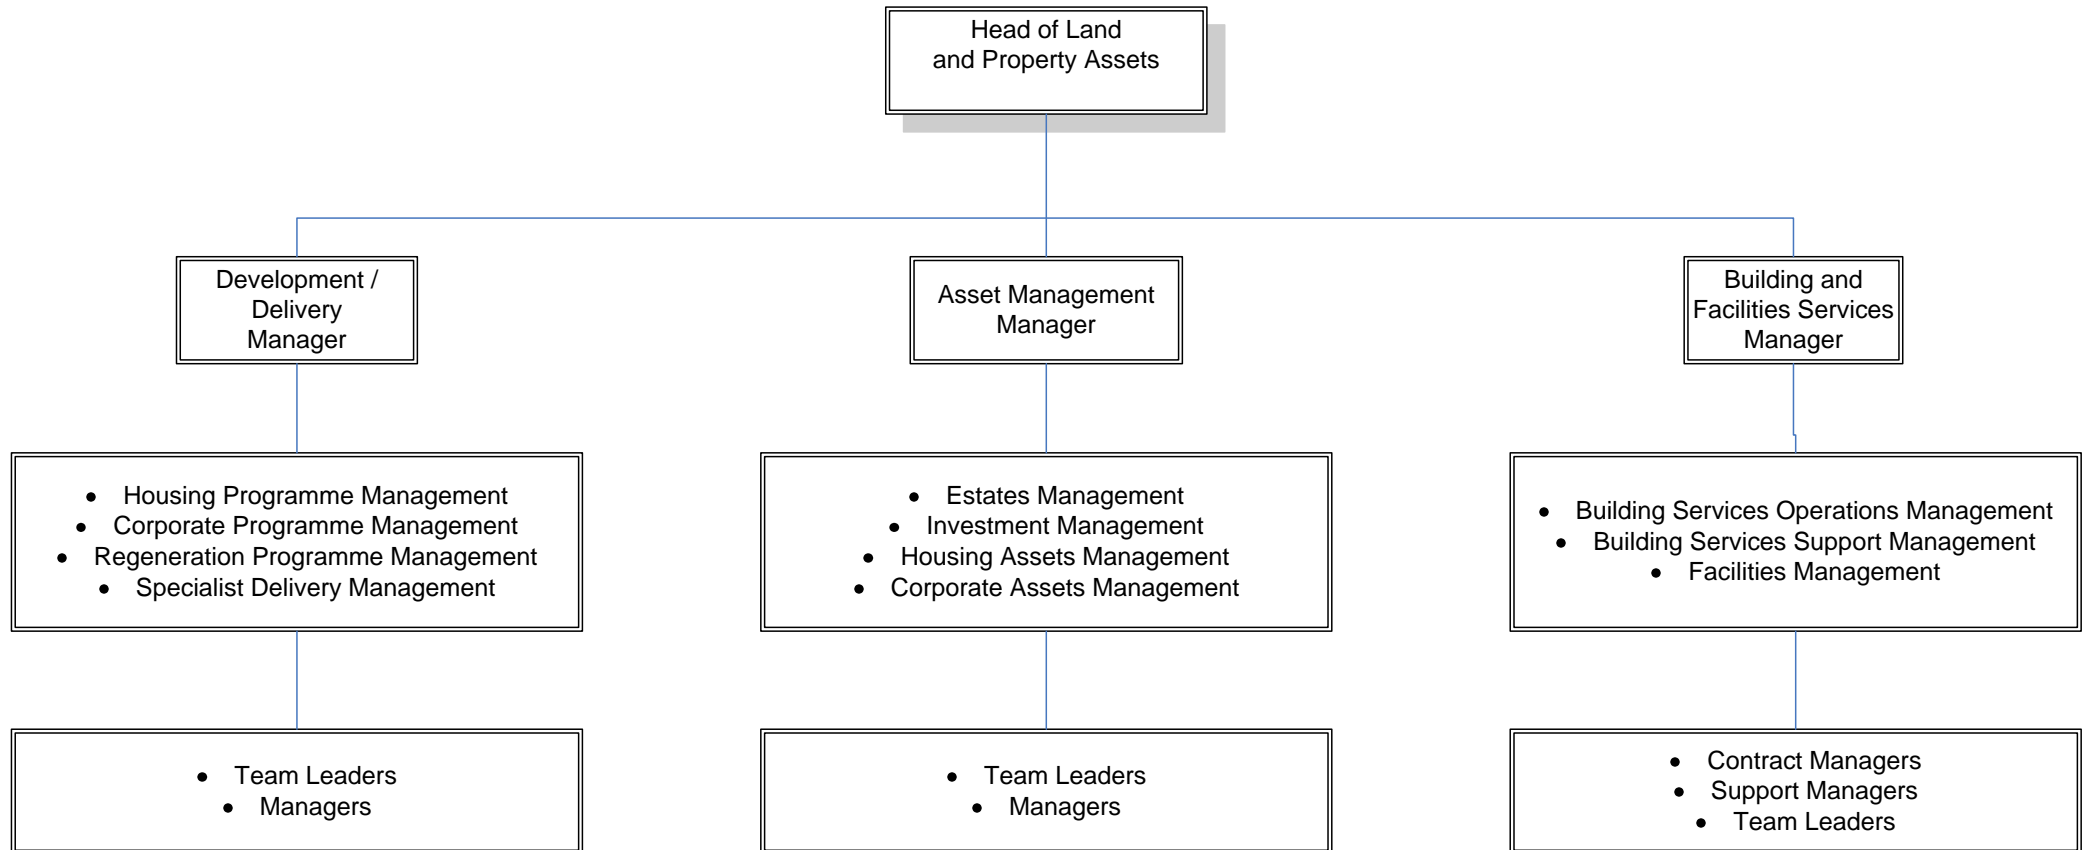 Head of Land
and Property Assets
Development /
Delivery
Manager
Asset Management
Manager
Building and
Facilities Services
Manager
• Housing Programme Management
• Corporate Programme Management
• Regeneration Programme Management
• Specialist Delivery Management
• Estates Management
• Investment Management
• Housing Assets Management
• Corporate Assets Management
• Building Services Operations Management
• Building Services Support Management
• Facilities Management
• Team Leaders
• Managers
• Team Leaders
• Managers
• Contract Managers
• Support Managers
• Team Leaders